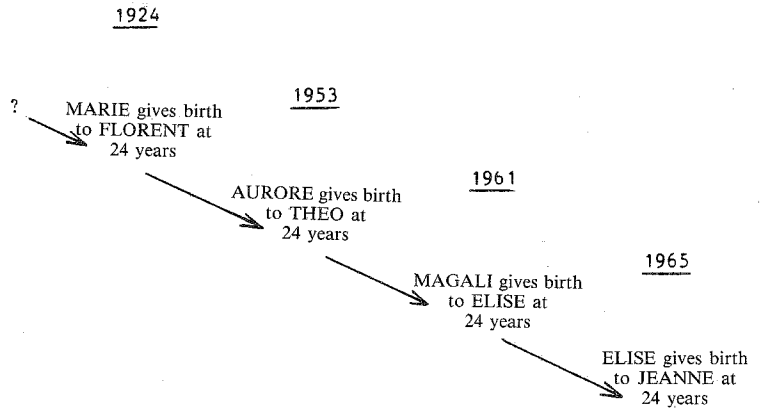 1924
?
MARIE gives birth
to FLORENT at
24 years
1953
AURORE gives birth
to THEO at
24 years
1961
MAGALI gives birth
to ELISE at
24 years
1965
ELISE gives birth
to JEANNE at
24 years